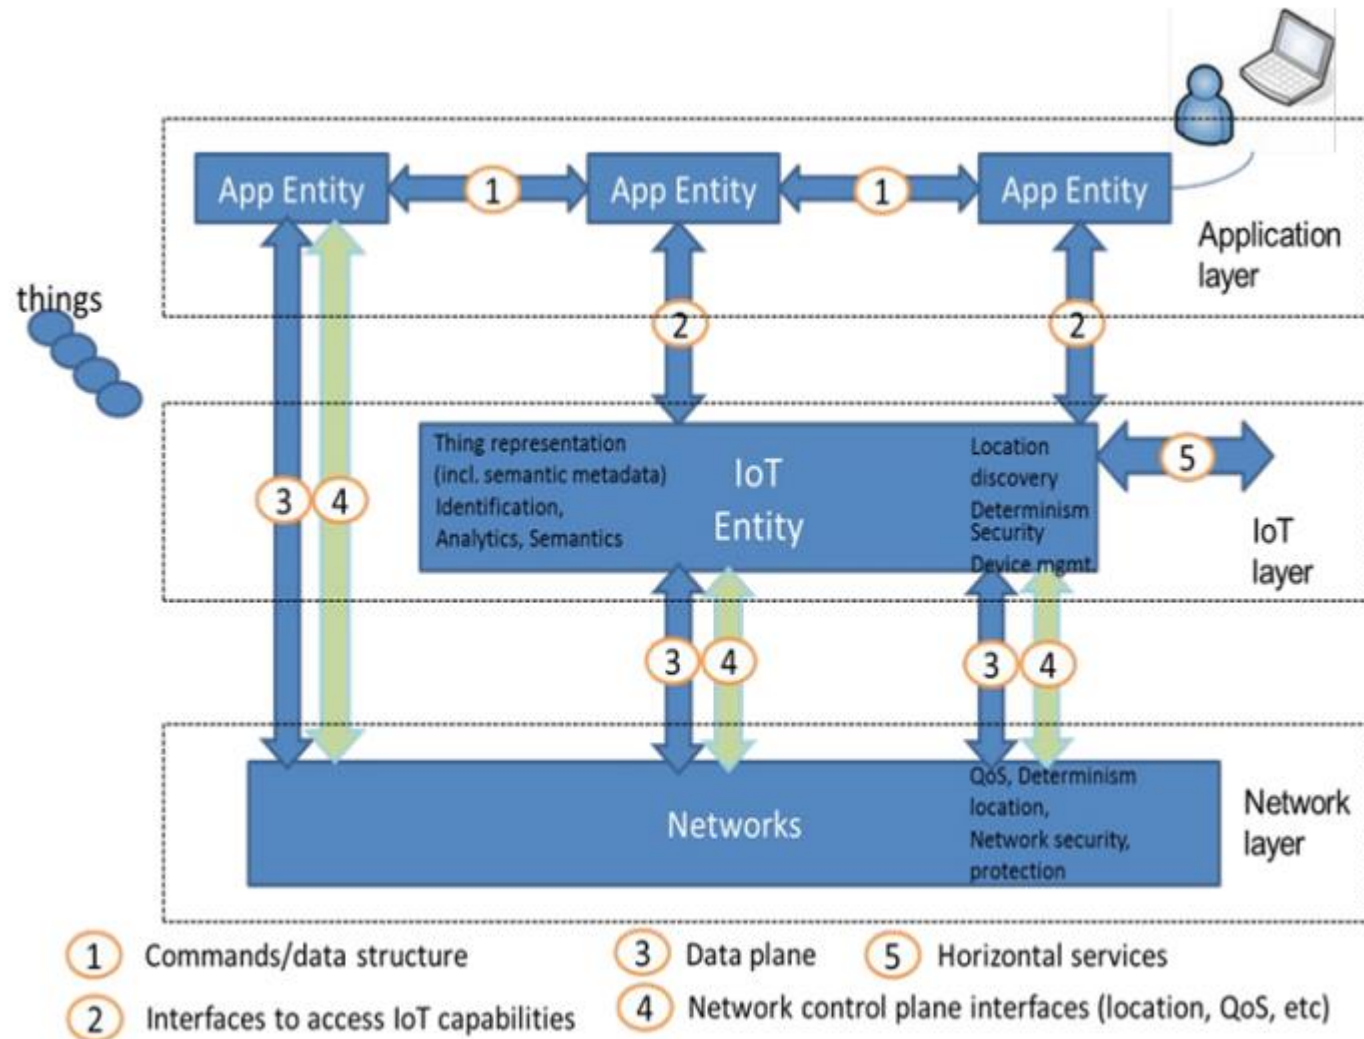 App Entity
1
App Entity
1
App Entity
Application
layer
things
2
2
Thing representation
(incl. semantic metadata)
Identification,
Analytics, Semantics
IoT
Entity
Location
discovery
Determinism
Security
Device mgmt.
5
IoT
layer
3
4
3
4
3
4
Networks
QoS, Determinism
location,
Network security,
protection
Network
layer
1 Commands/data structure
3 Data plane
5 Horizontal services
2 Interfaces to access IoT capabilities
4 Network control plane interfaces (location, QoS, etc)